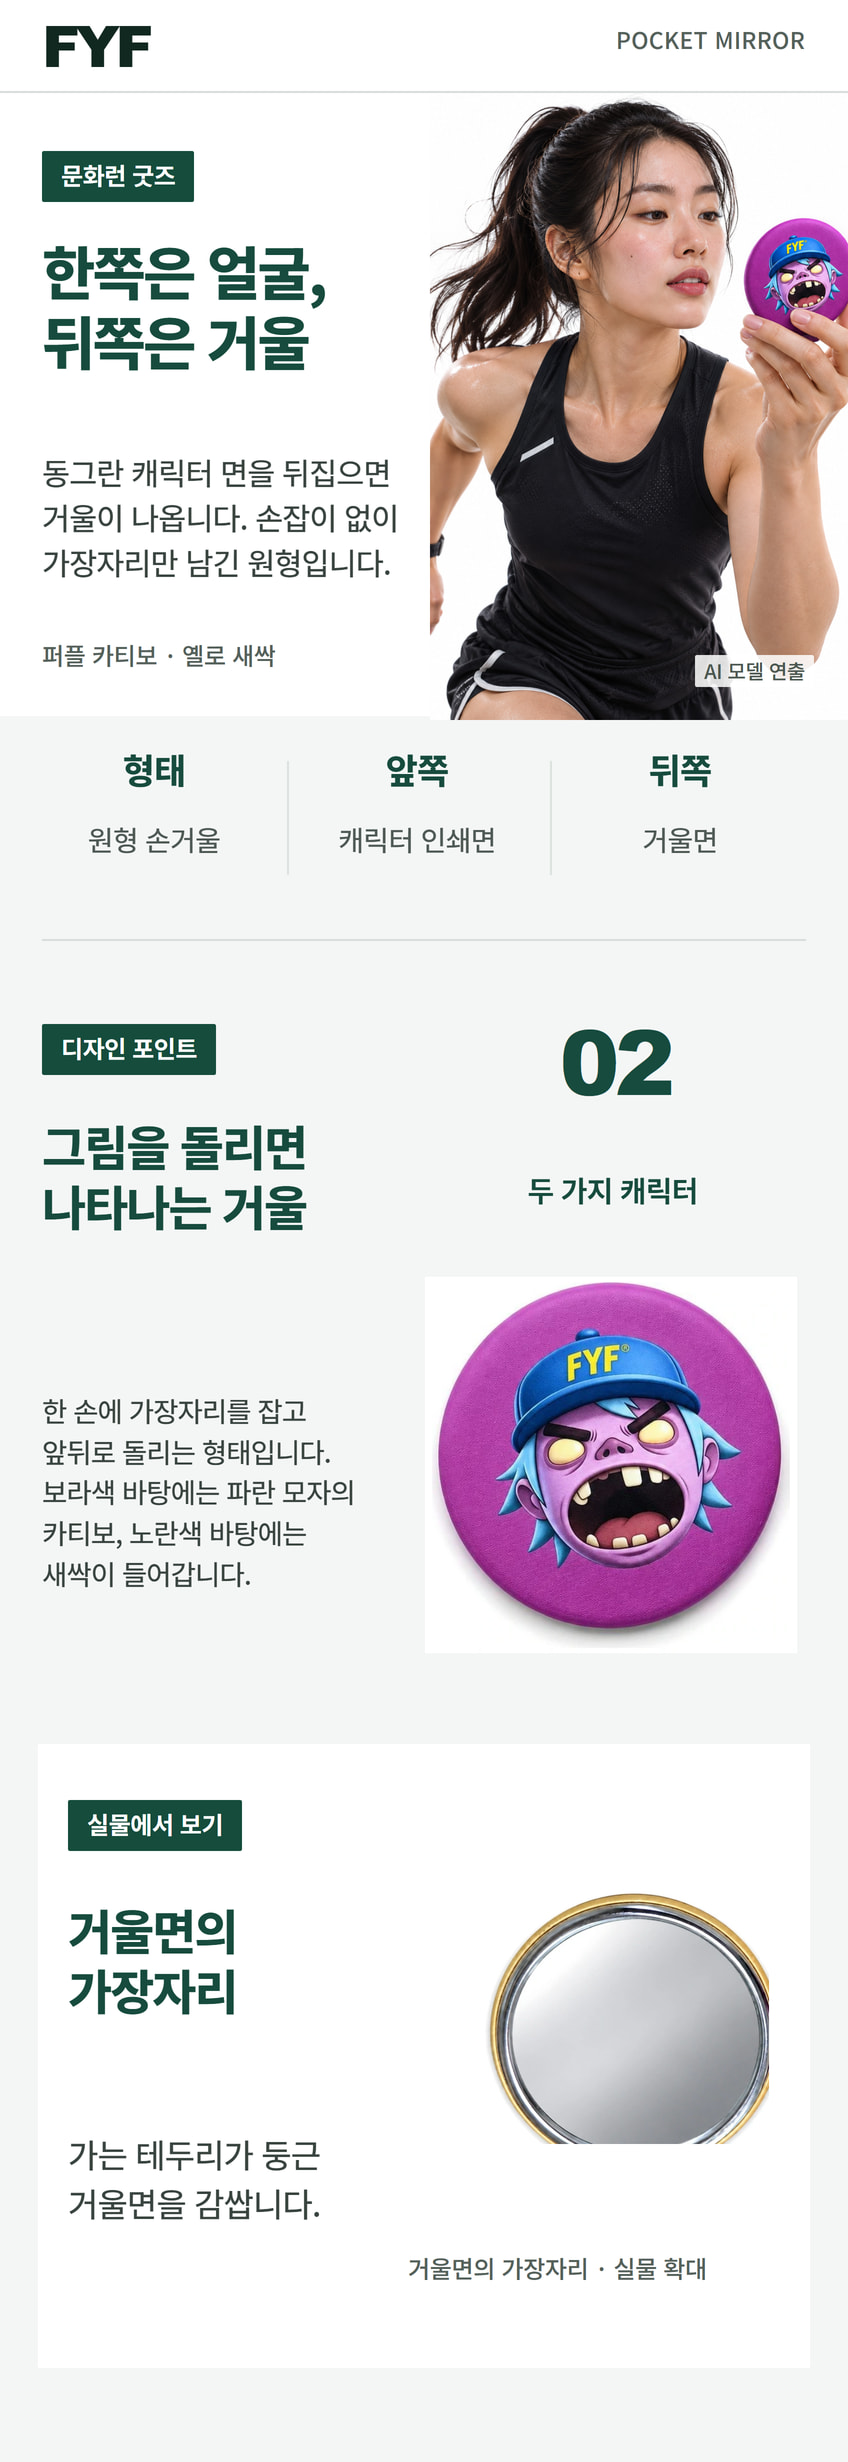 FYF
POCKET MIRROR
문화런 굿즈
한쪽은 얼굴,
뒤쪽은 거울
동그란 캐릭터 면을 뒤집으면
거울이 나옵니다. 손잡이 없이
가장자리만 남긴 원형입니다.
퍼플 카티보 · 옐로 새싹
FYF
AI 모델 연출
형태
앞쪽
뒤쪽
원형 손거울
캐릭터 인쇄면
거울면
디자인 포인트
그림을 돌리면
나타나는 거울
02
두 가지 캐릭터
FYF®
한 손에 가장자리를 잡고
앞뒤로 돌리는 형태입니다.
보라색 바탕에는 파란 모자의
카티보, 노란색 바탕에는
새싹이 들어갑니다.
실물에서 보기
거울면의
가장자리
가는 테두리가 둥근
거울면을 감쌉니다.
거울면의 가장자리 · 실물 확대